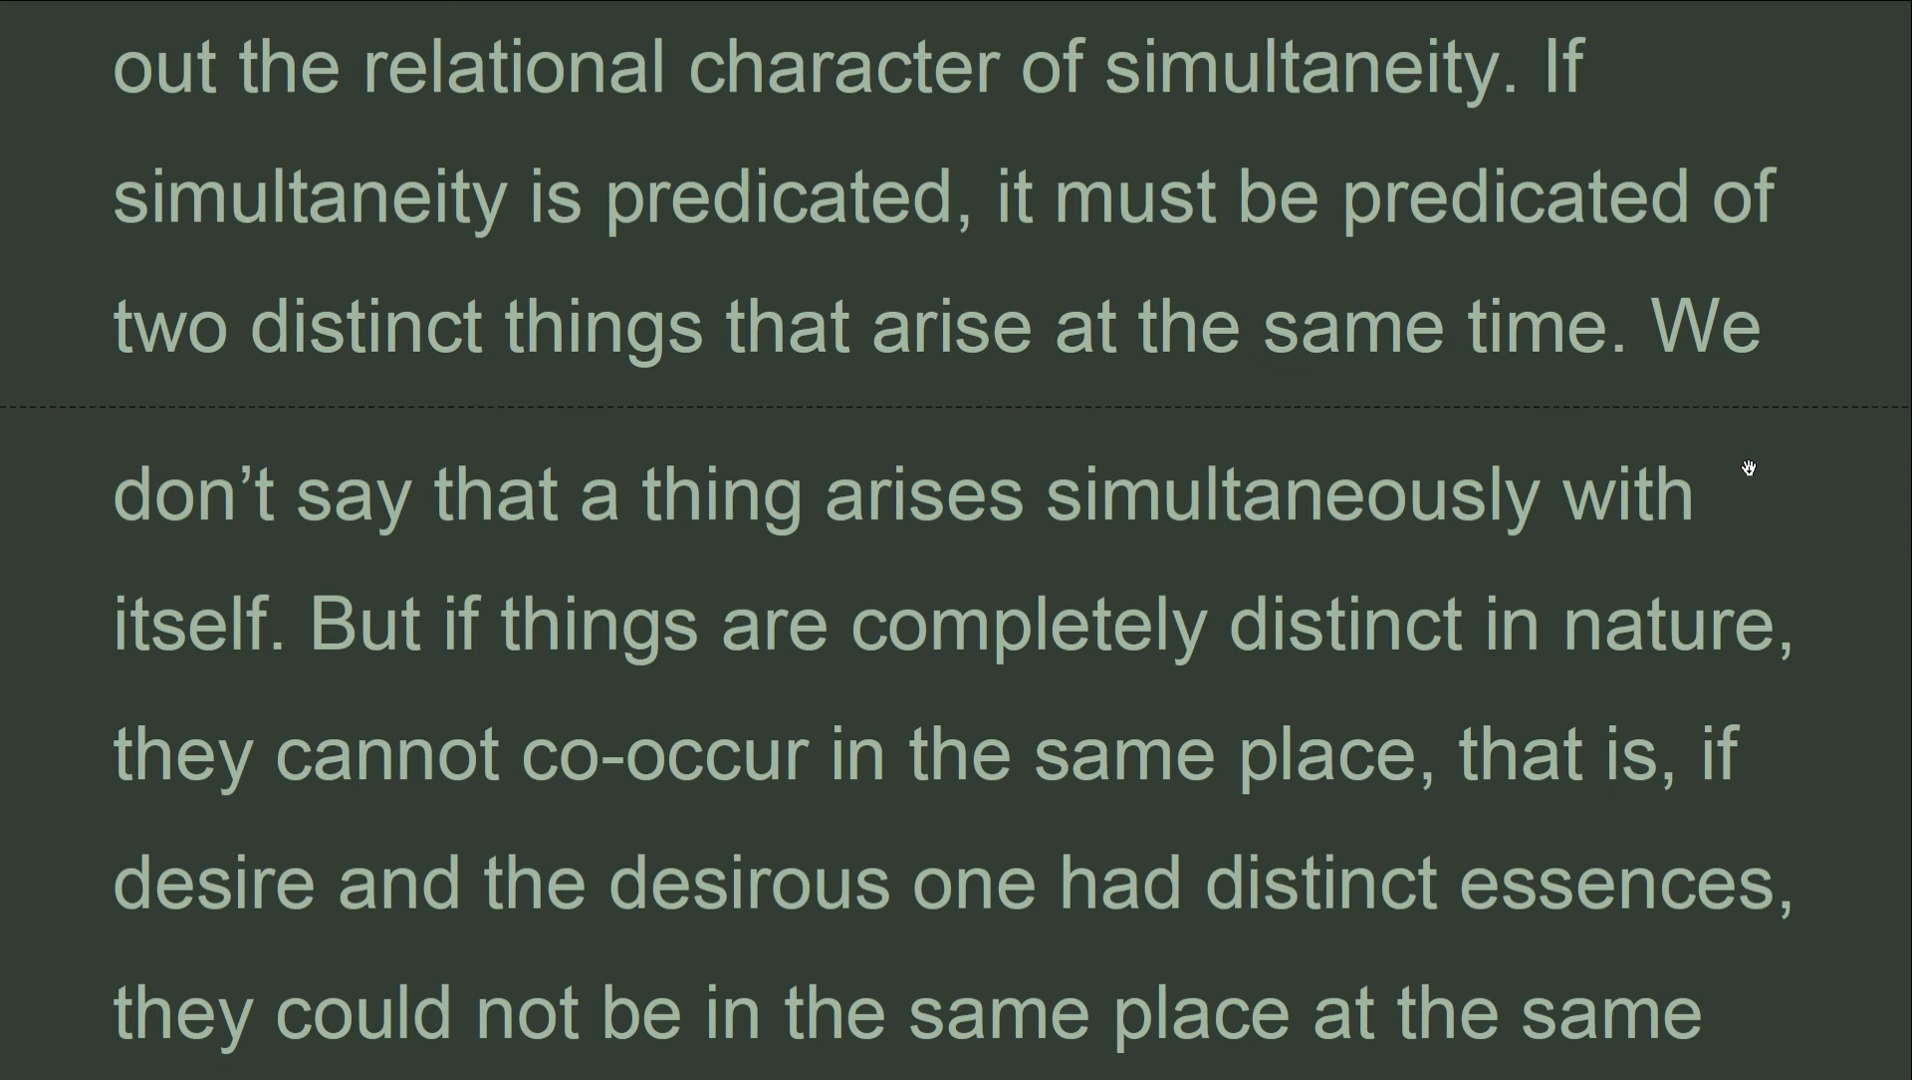 out the relational character of simultaneity. If
simultaneity is predicated, it must be predicated of
two distinct things that arise at the same time. We
don’t say that a thing arises simultaneously with
itself. But if things are completely distinct in nature,
they cannot co-occur in the same place, that is, if
desire and the desirous one had distinct essences,
they could not be in the same place at the same